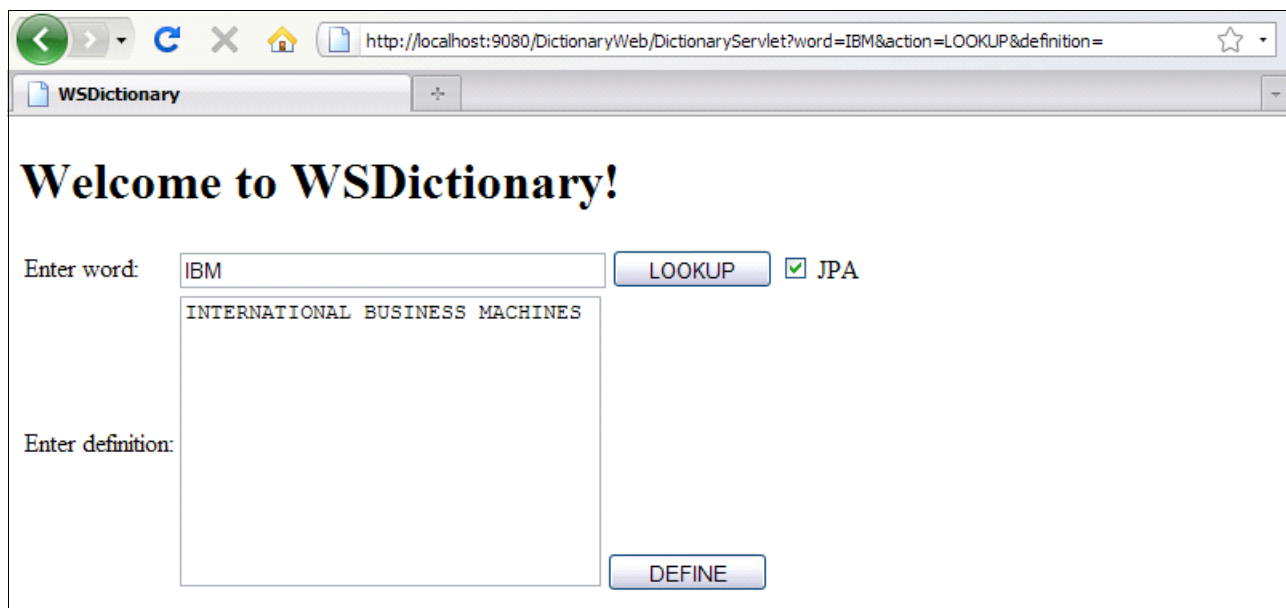 http://localhost:9080/DictionaryWeb/DictionaryServlet?word=IBM&action=LOOKUP&definition=
WSDictionary
Welcome to WSDictionary!
Enter word: IBM LOOKUP JPA
INTERNATIONAL BUSINESS MACHINES
Enter definition:
DEFINE